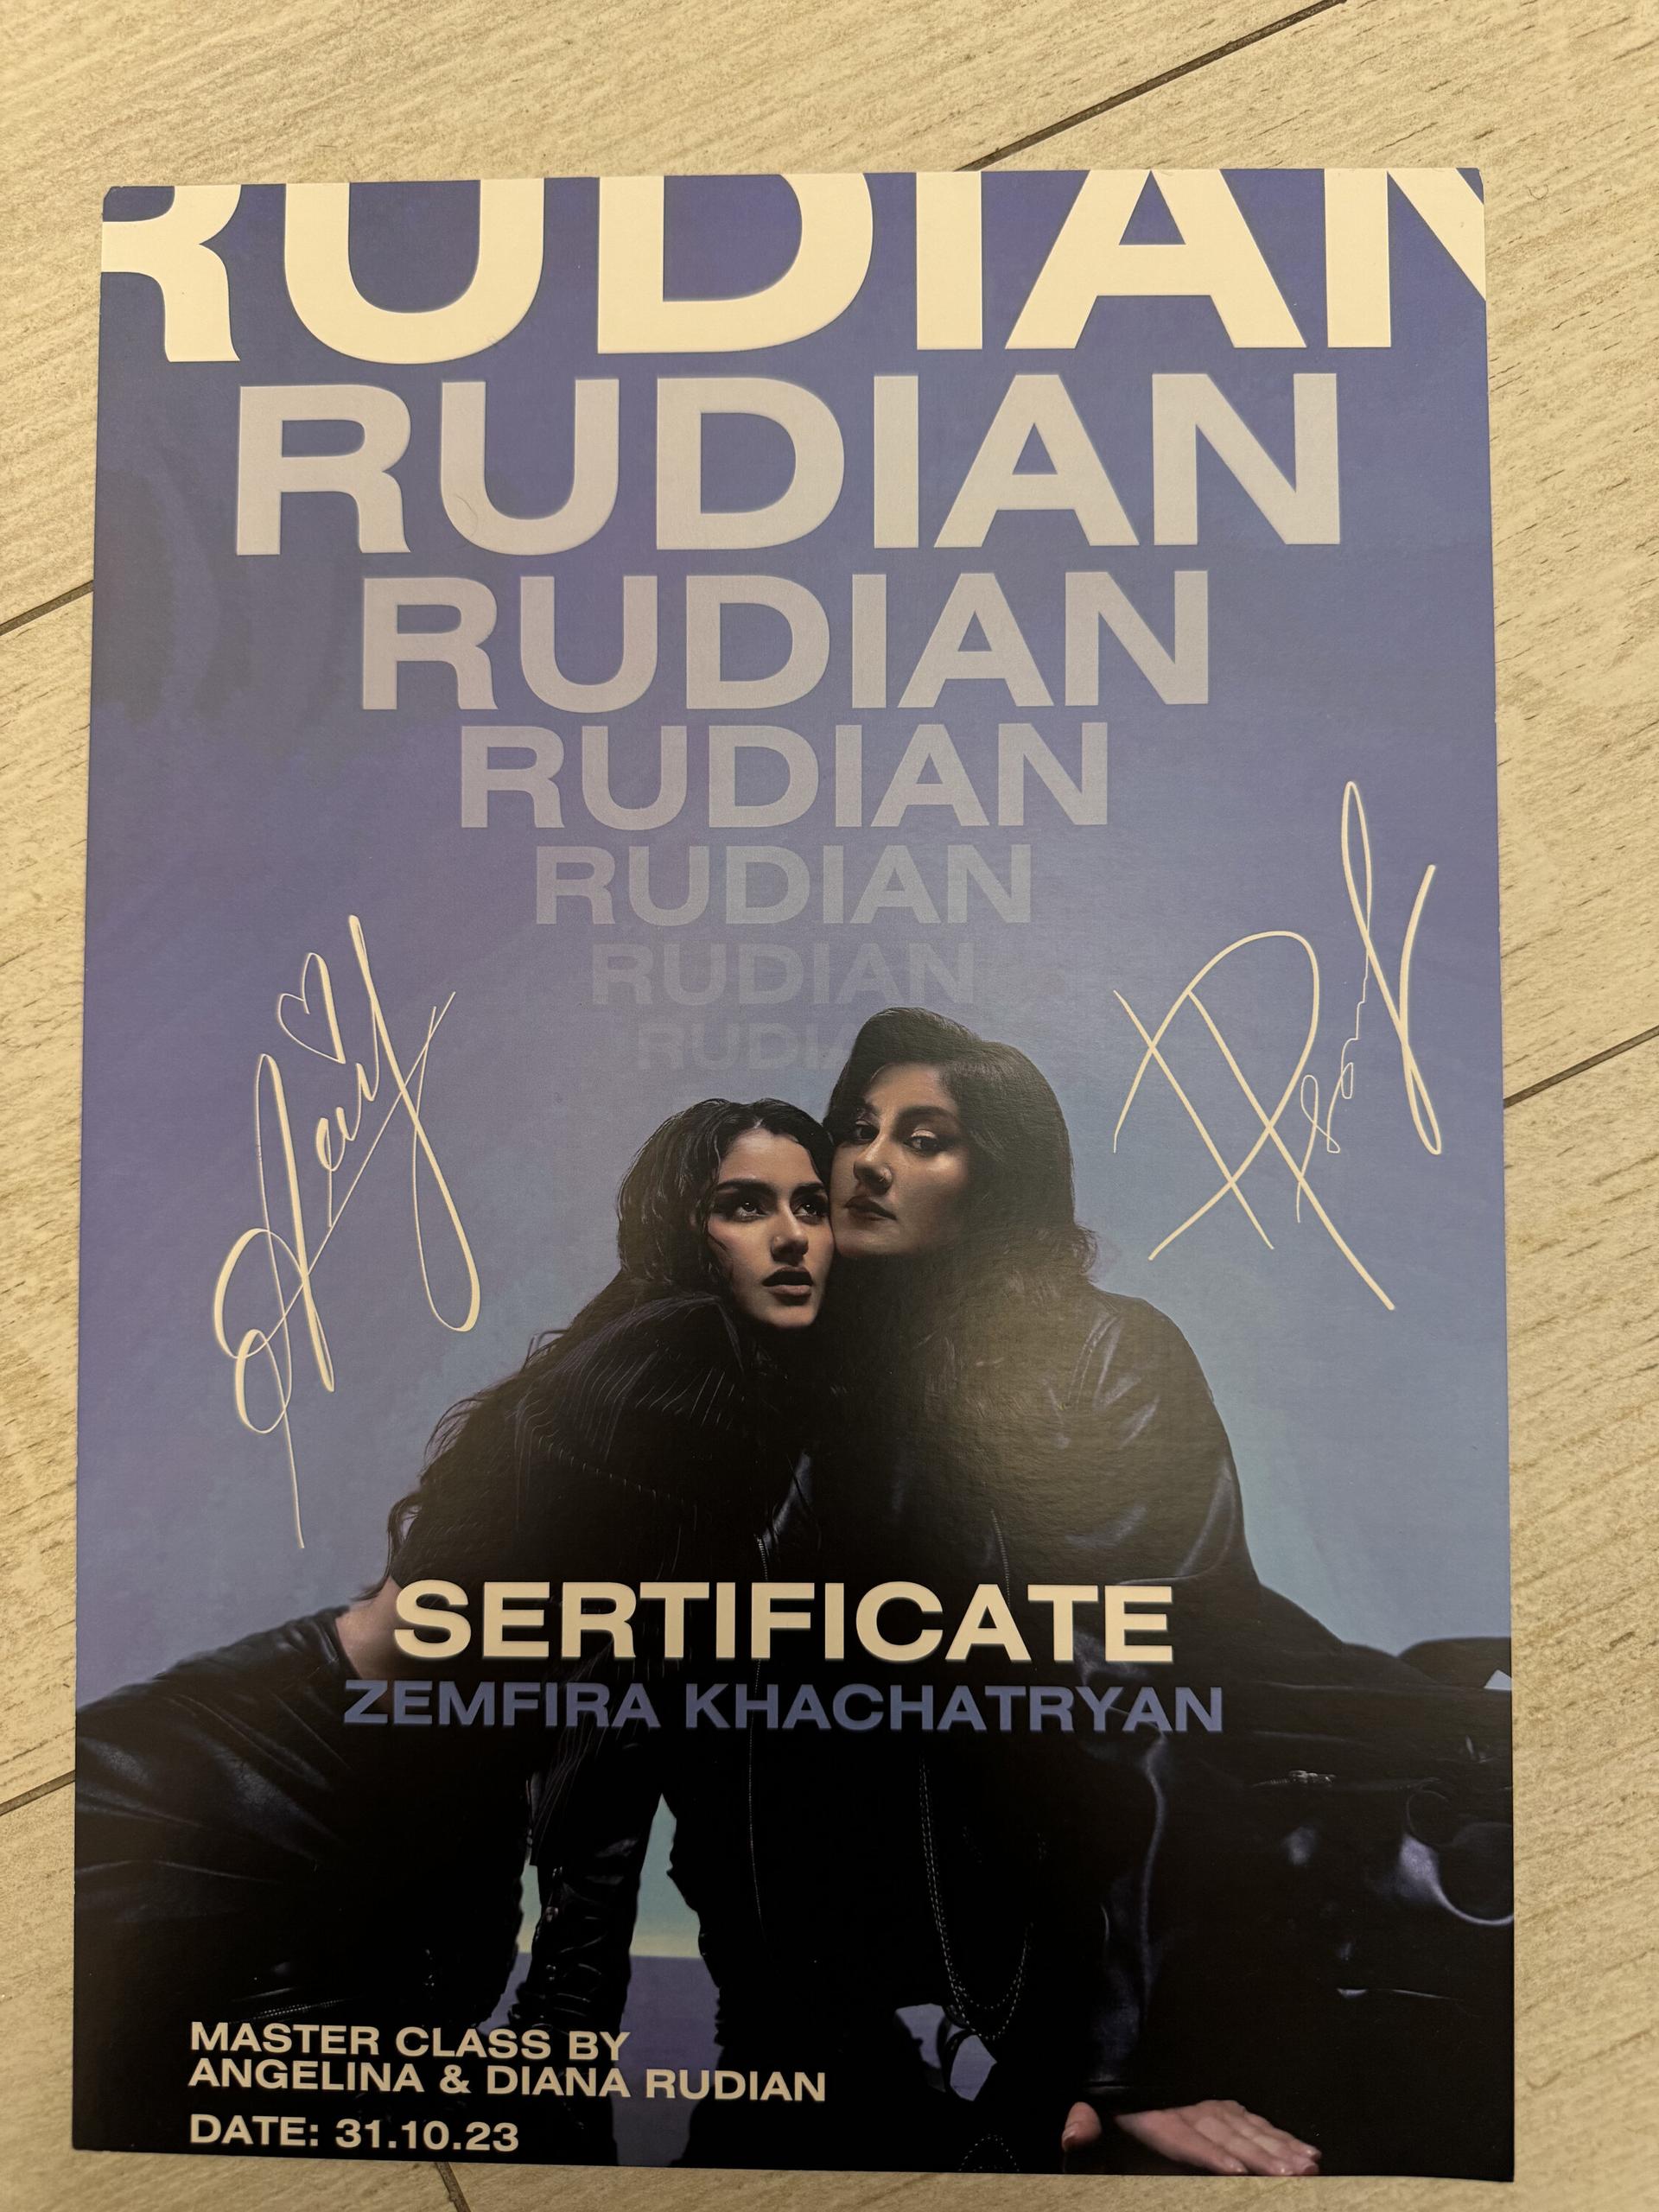 RUDIAN
RUDIAN
RUDIAN
RUDIAN
RUDIAN
RUDIAN
RUDIA
SERTIFICATE
ZEMFIRA KHACHATRYAN
MASTER CLASS BY
ANGELINA & DIANA RUDIAN
DATE: 31.10.23